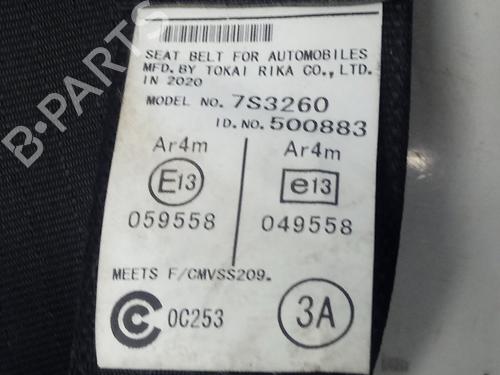 SEAT BELT FOR AUTOMOBILES
MFD. BY TOKAI RIKA CO., LTD.
IN 2020
MODEL NO. 7S3260
ID. NO. 500883
Ar4m Ar4m
E13 e13
059558 049558
MEETS F/CMVSS209.
0C253 3A
B-Parts